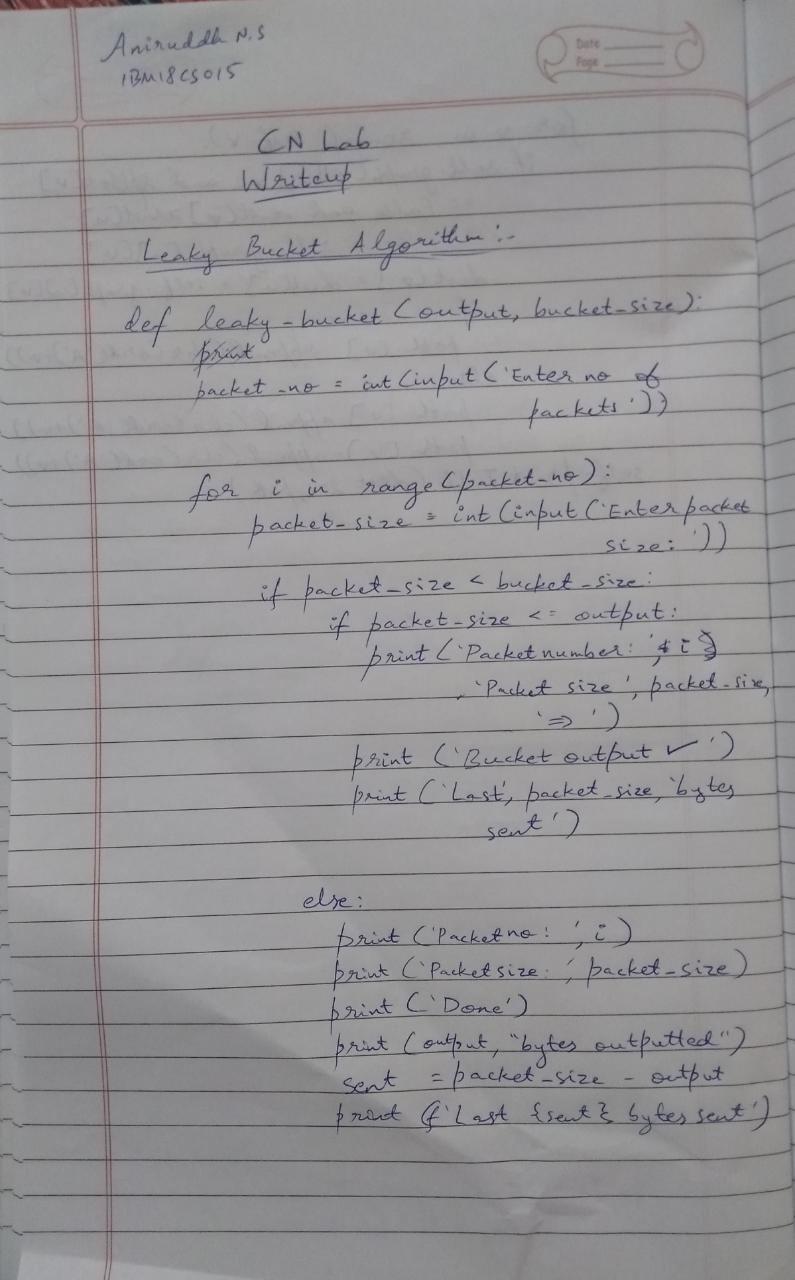 Aniruddh N.S
1BM18CS015
Date
Page
CN Lab
Writeup
Leaky Bucket Algorithm:-
def leaky-bucket (output, bucket-size):
print
packet-no = int(input('Enter no of
packets'))
for i in range(packet-no):
packet-size = int(input('Enter packet
size: '))
if packet-size < bucket-size:
if packet-size <= output:
print('Packet number: ', i
, 'Packet size', packet-size,
'=>')
print('Bucket output ✓')
print('Last', packet-size, 'bytes
sent')
else:
print('Packet no: ', i)
print('Packet size: ', packet-size)
print('Done')
print(output, "bytes outputted")
sent = packet-size - output
print(f'Last {sent} bytes sent')